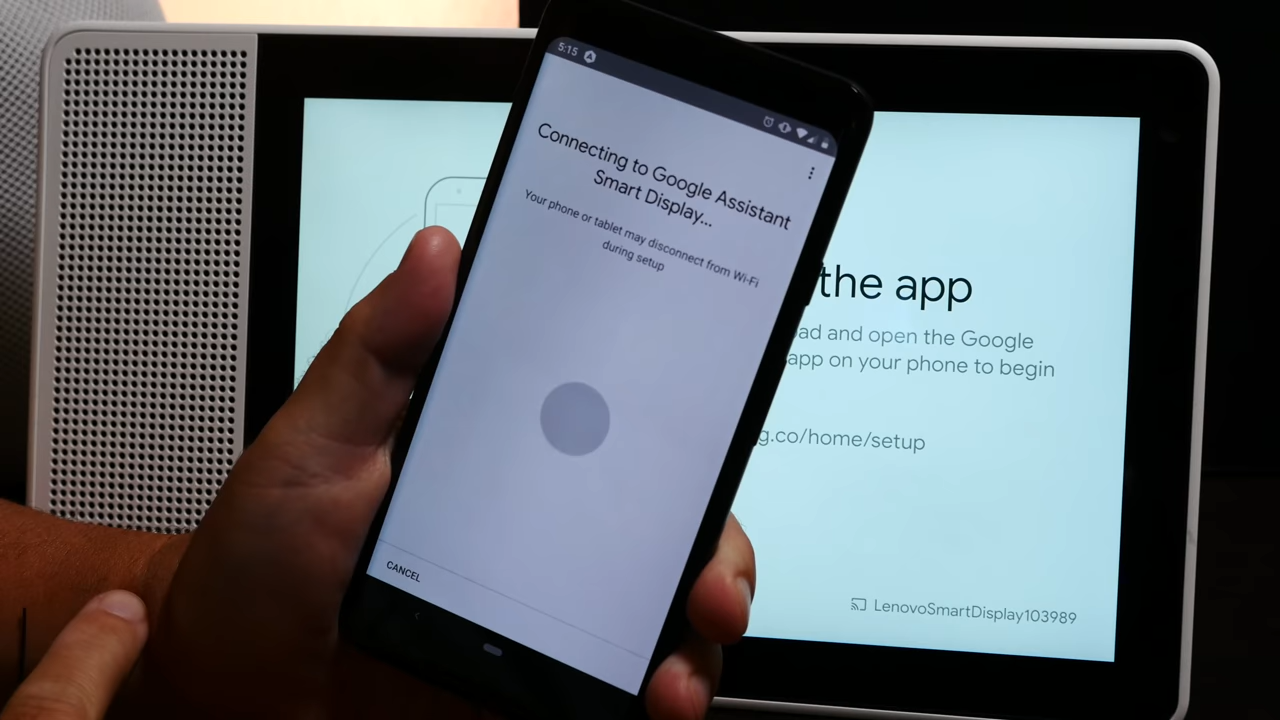 5:15
Connecting to Google Assistant
Smart Display...
Your phone or tablet may disconnect from Wi-Fi
during setup
CANCEL
the app
and open the Google
app on your phone to begin
g.co/home/setup
LenovoSmartDisplay103989